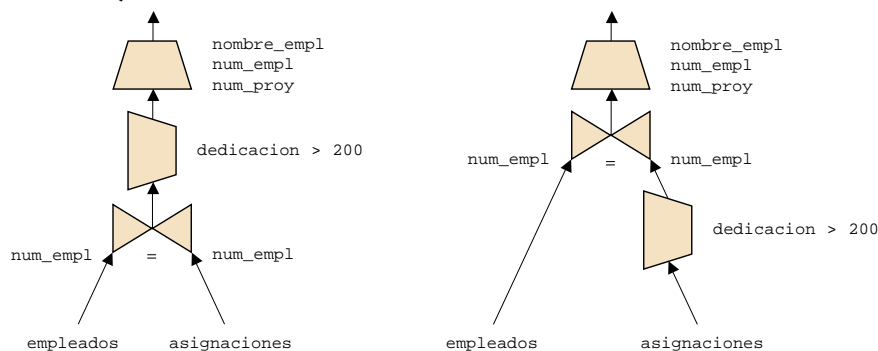 nombre_empl
num_empl
num_proy
dedicacion > 200
num_empl
=
num_empl
empleados
asignaciones
nombre_empl
num_empl
num_proy
num_empl
=
num_empl
dedicacion > 200
empleados
asignaciones